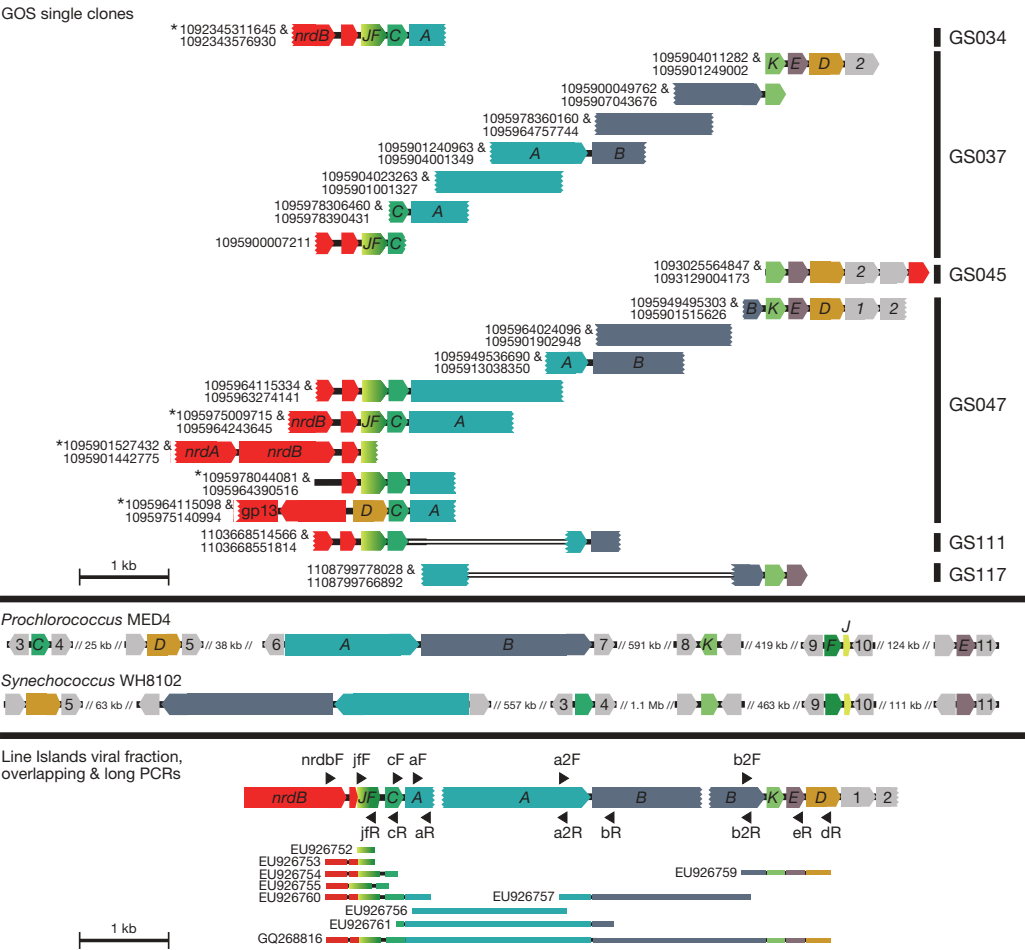 GOS single clones
*1092345311645 &
1092343576930
nrdB JF C A
GS034
1095904011282 &
1095901249002
K E D 2
1095900049762 &
1095907043676
1095978360160 &
1095964757744
1095901240963 &
1095904001349
A B
GS037
1095904023263 &
1095901001327
1095978306460 &
1095978390431
C A
1095900007211
JF C
1093025564847 &
1093129004173
2
GS045
1095949495303 &
1095901515626
B K E D 1 2
1095964024096 &
1095901902948
1095949536690 &
1095913038350
A B
1095964115334 &
1095963274141
GS047
*1095975009715 &
1095964243645
nrdB JF C A
*1095901527432 &
1095901442775
nrdA nrdB
*1095978044081 &
1095964390516
*1095964115098 &
1095975140994
gp13 D C A
1103668514566 &
1103668551814
GS111
1108799778028 &
1108799766892
GS117
1 kb
Prochlorococcus MED4
J
3 C 4 // 25 kb // D 5 // 38 kb // 6 A B 7 // 591 kb // 8 K // 419 kb // 9 F 10 // 124 kb // E 11
Synechococcus WH8102
5 // 63 kb // // 557 kb // 3 4 // 1.1 Mb // // 463 kb // 9 10 // 111 kb // 11
Line Islands viral fraction,
overlapping & long PCRs
nrdbF jfF cF aF a2F b2F
nrdB JF C A A B B K E D 1 2
jfR cR aR a2R bR b2R eR dR
EU926752
EU926753
EU926754
EU926759
EU926755
EU926760
EU926757
EU926756
EU926761
GQ268816
1 kb